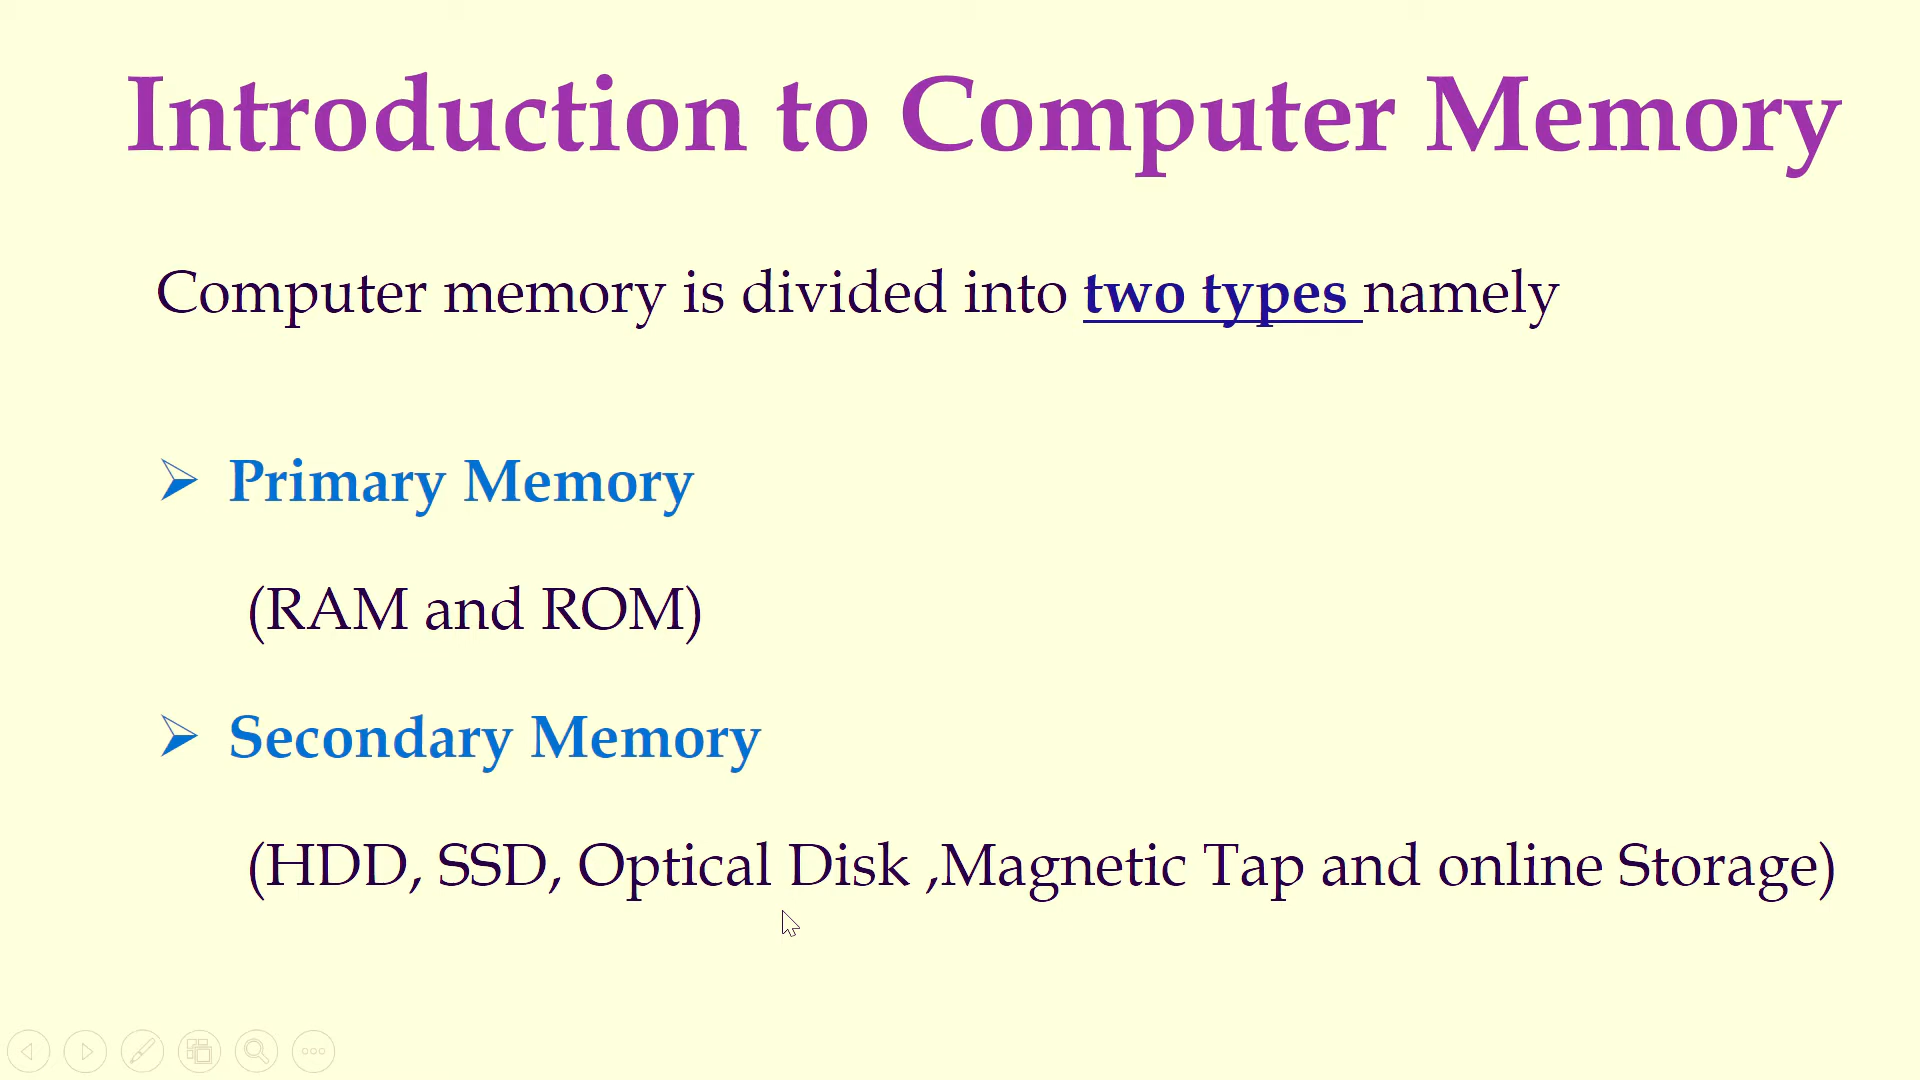 Introduction to Computer Memory
Computer memory is divided into two types namely
Primary Memory
(RAM and ROM)
Secondary Memory
(HDD, SSD, Optical Disk ,Magnetic Tap and online Storage)